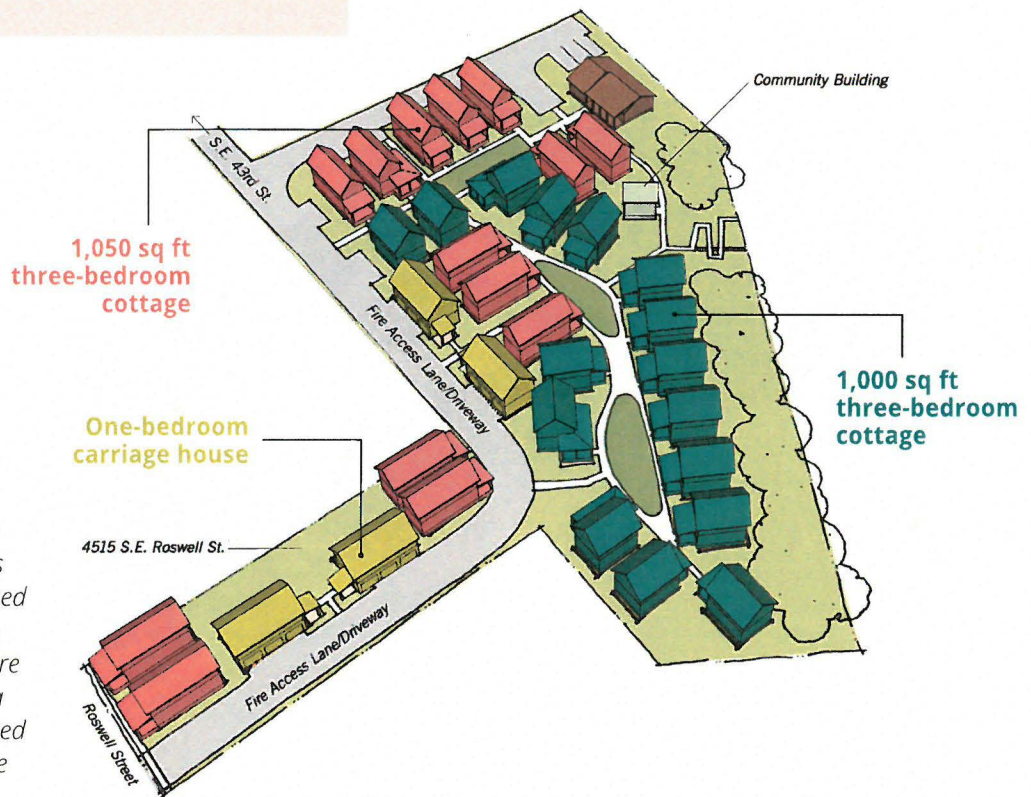 Community Building
S.E. 43rd St.
1,050 sq ft
three-bedroom
cottage
Fire Access Lane/Driveway
1,000 sq ft
three-bedroom
cottage
One-bedroom
carriage house
4515 S.E. Roswell St.
Fire Access Lane/Driveway
Roswell Street